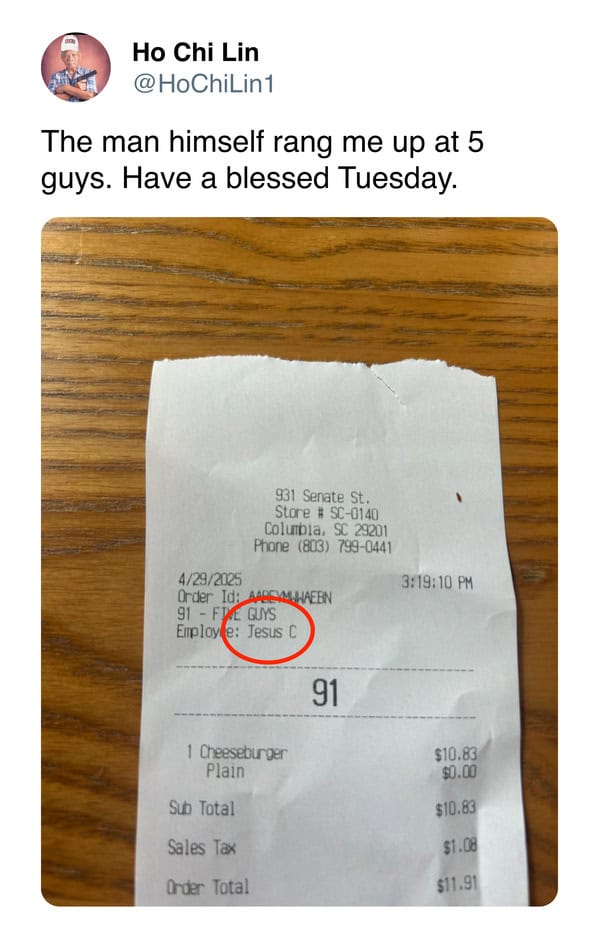 Ho Chi Lin
@HoChiLin1
The man himself rang me up at 5
guys. Have a blessed Tuesday.
931 Senate St.
Store # SC-0140
Columbia, SC 29201
Phone (803) 799-0441
4/29/2025 3:19:10 PM
Order Id:
91 - FIVE GUYS
Employee: Jesus C
91
1 Cheeseburger $10.83
Plain $0.00
Sub Total $10.83
Sales Tax $1.08
Order Total $11.91